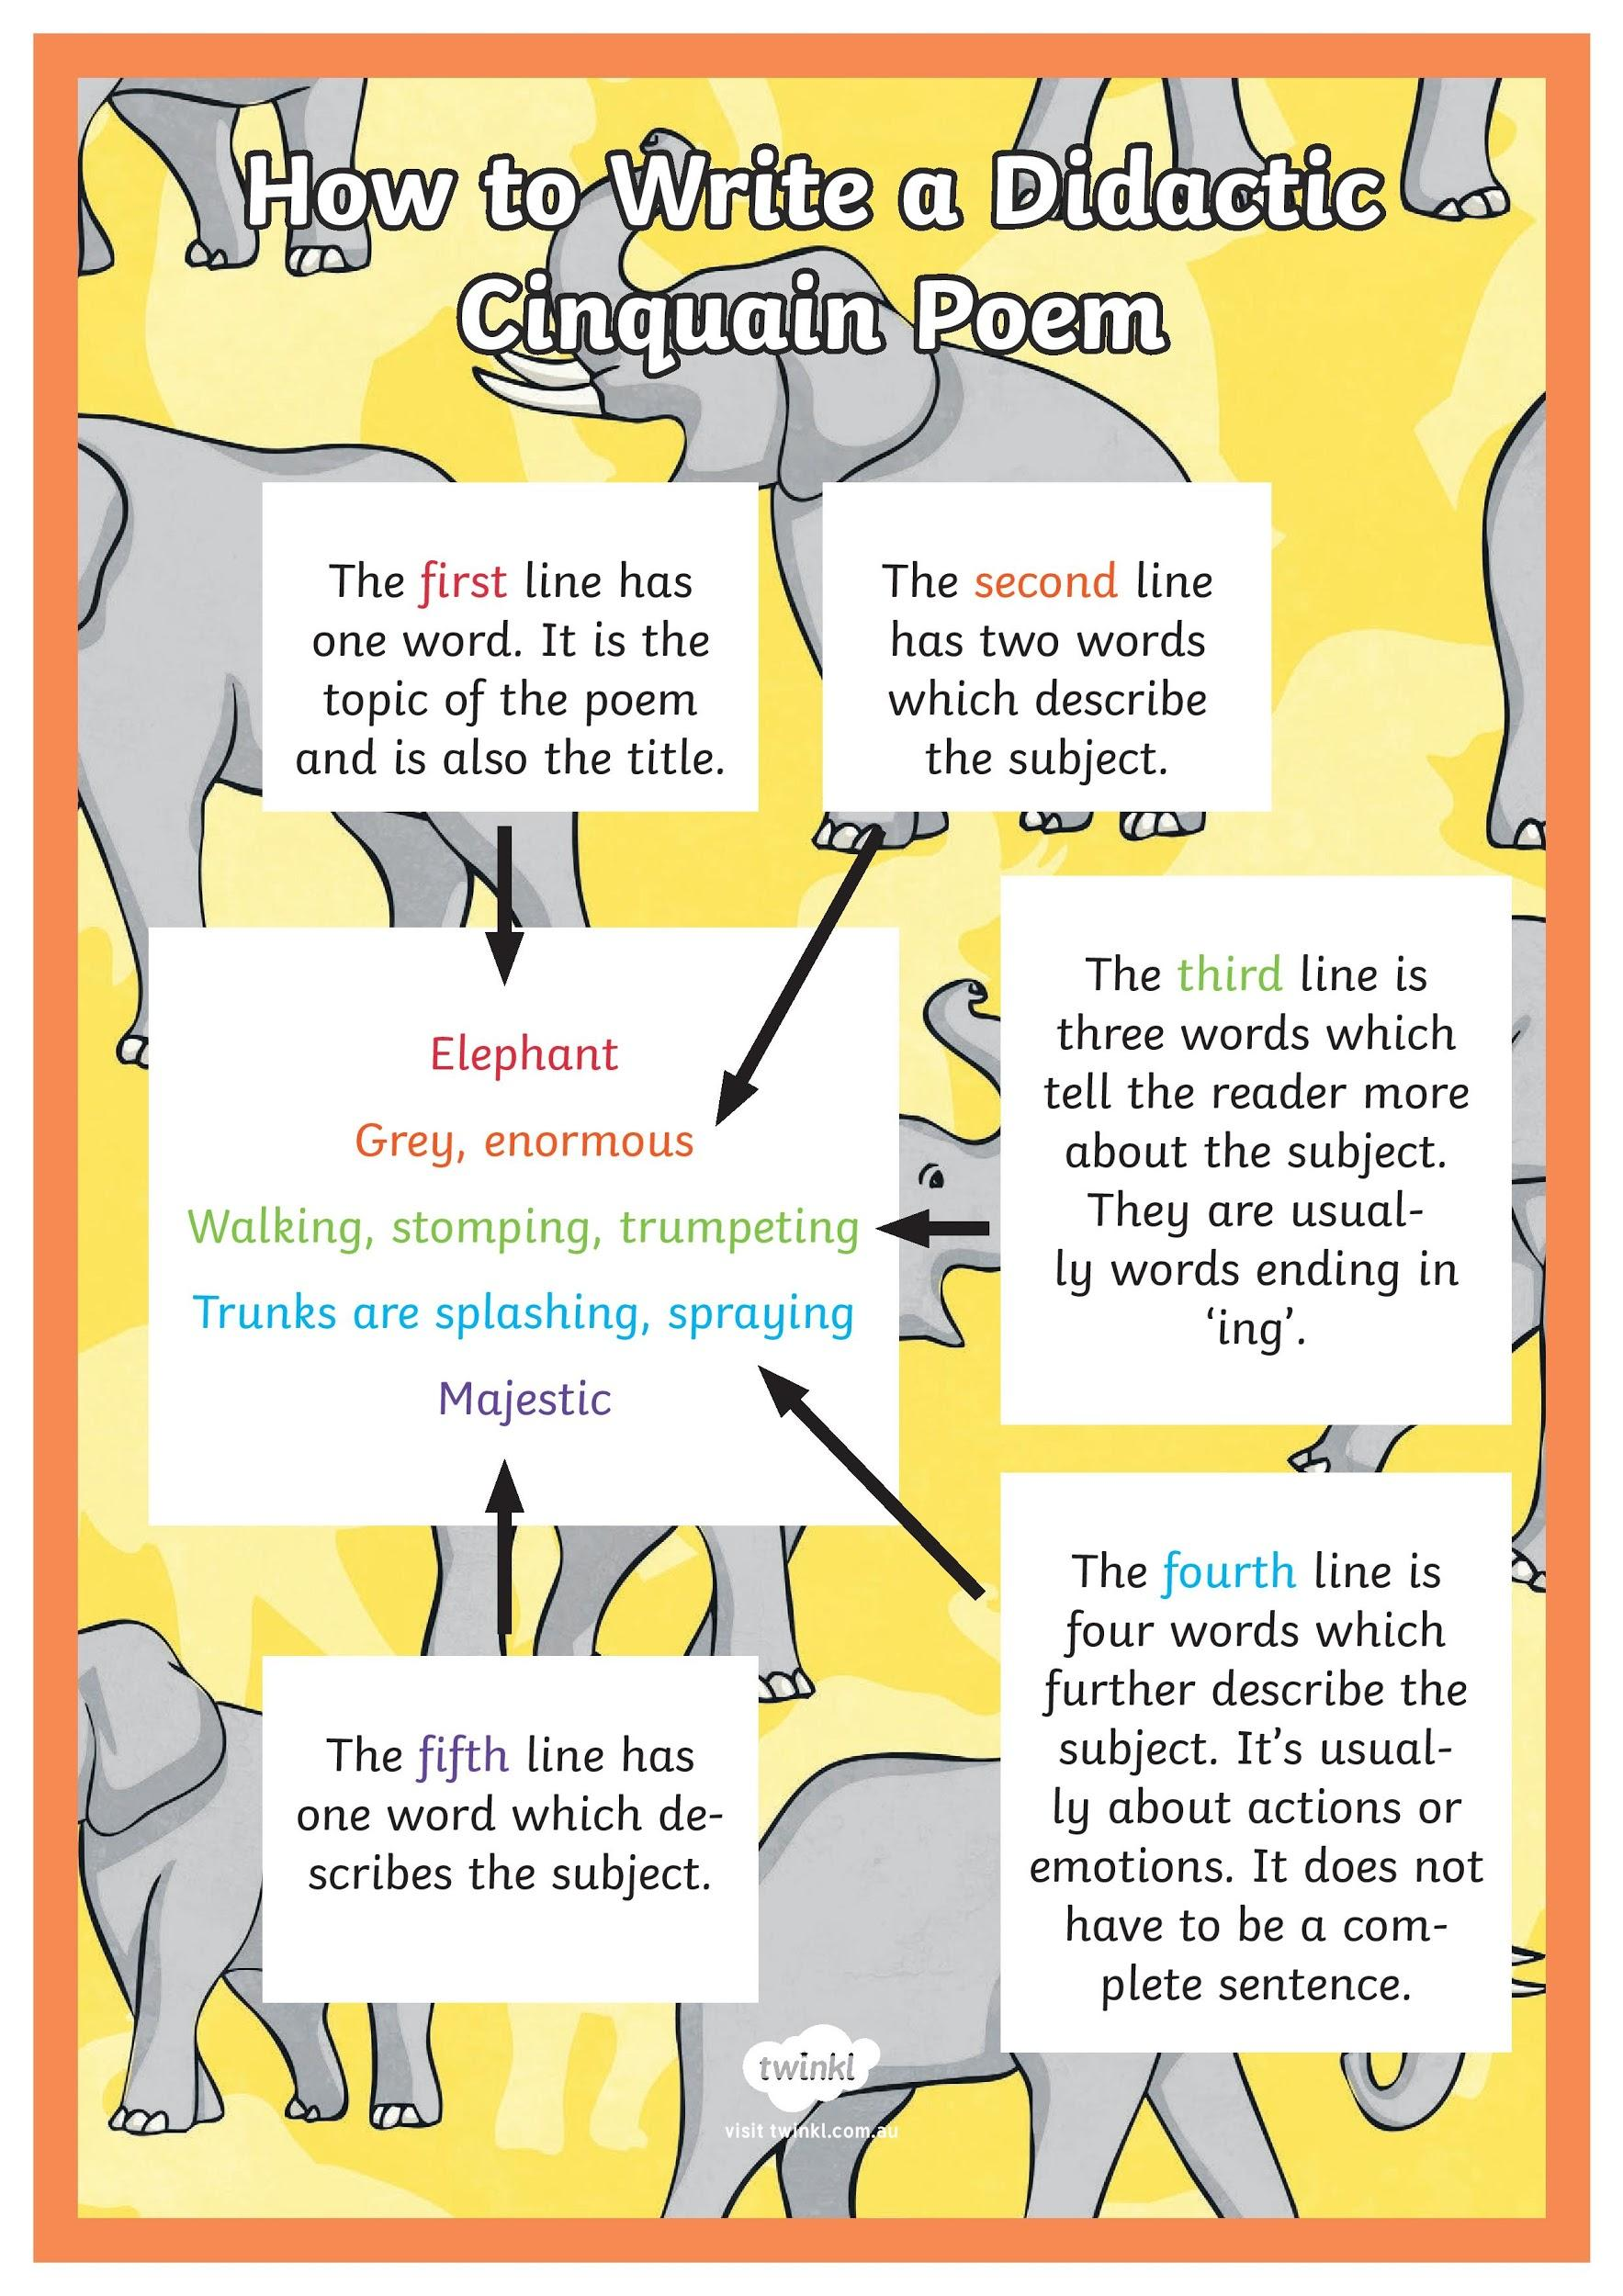 How to Write a Didactic
Cinquain Poem
The first line has
one word. It is the
topic of the poem
and is also the title.
The second line
has two words
which describe
the subject.
Elephant
Grey, enormous
Walking, stomping, trumpeting
Trunks are splashing, spraying
Majestic
The third line is
three words which
tell the reader more
about the subject.
They are usual-
ly words ending in
‘ing’.
The fourth line is
four words which
further describe the
subject. It’s usual-
ly about actions or
emotions. It does not
have to be a com-
plete sentence.
The fifth line has
one word which de-
scribes the subject.
twinkl
visit twinkl.com.au